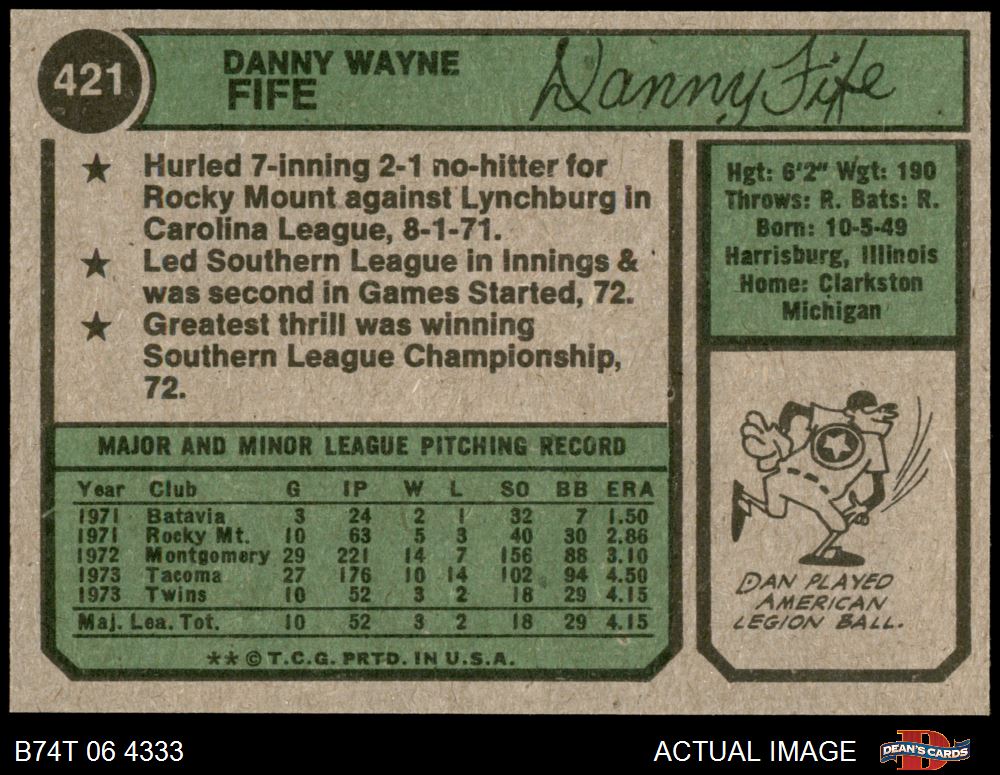 421
DANNY WAYNE
FIFE
Danny Fife
★ Hurled 7-inning 2-1 no-hitter for
Rocky Mount against Lynchburg in
Carolina League, 8-1-71.
★ Led Southern League in Innings &
was second in Games Started, 72.
★ Greatest thrill was winning
Southern League Championship,
72.
Hgt: 6'2" Wgt: 190
Throws: R. Bats: R.
Born: 10-5-49
Harrisburg, Illinois
Home: Clarkston
Michigan
MAJOR AND MINOR LEAGUE PITCHING RECORD
Year Club G IP W L SO BB ERA
1971 Batavia 3 24 2 1 32 7 1.50
1971 Rocky Mt. 10 63 5 3 40 30 2.86
1972 Montgomery 29 221 14 7 156 88 3.10
1973 Tacoma 27 176 10 14 102 94 4.50
1973 Twins 10 52 3 2 18 29 4.15
Maj. Lea. Tot. 10 52 3 2 18 29 4.15
** © T.C.G. PRTD. IN U.S.A.
DAN PLAYED
AMERICAN
LEGION BALL.
B74T 06 4333
ACTUAL IMAGE
D
DEAN'S CARDS